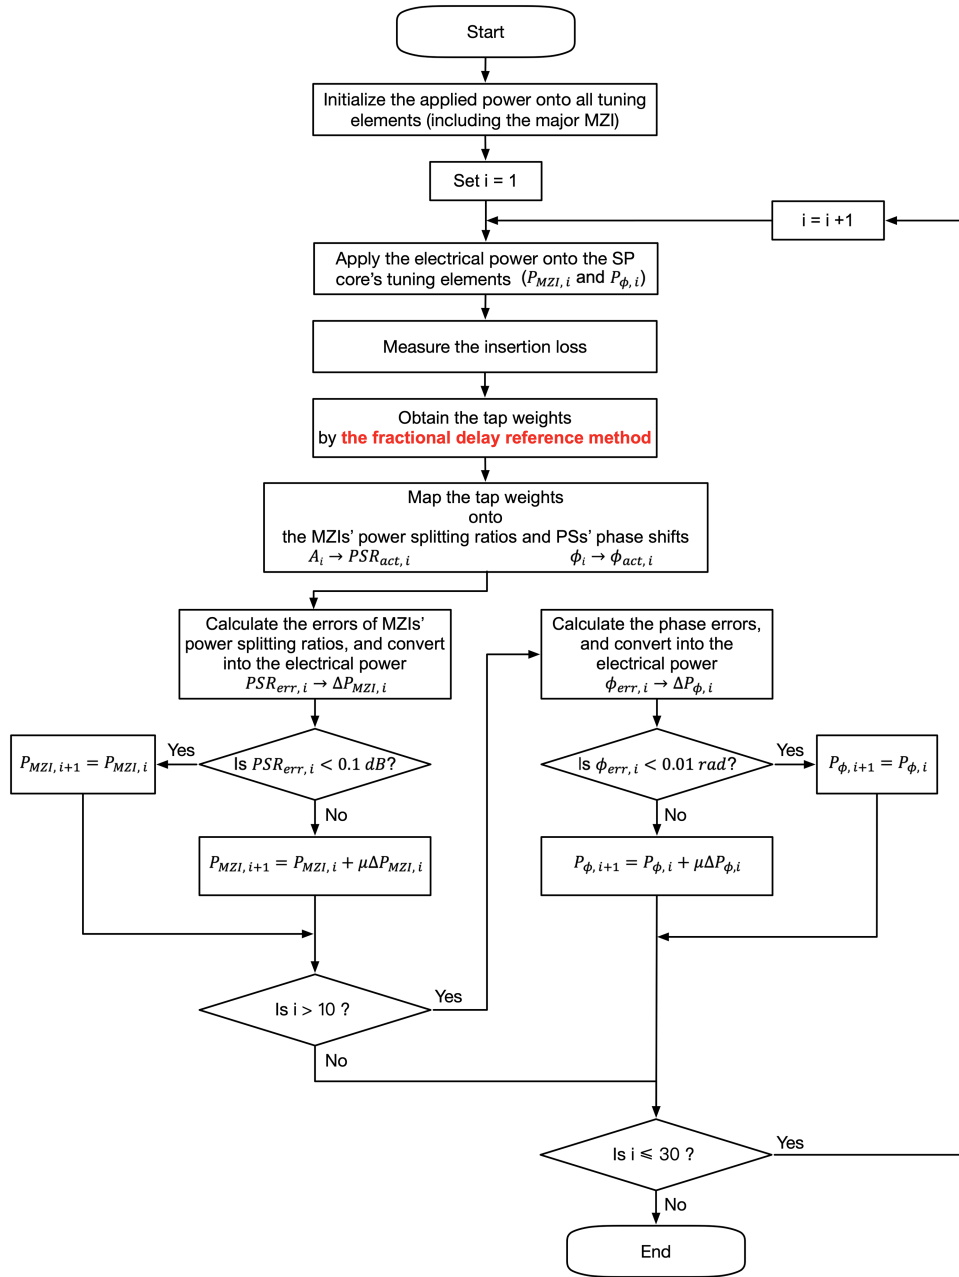 Start
Initialize the applied power onto all tuning
elements (including the major MZI)
Set i = 1
i = i +1
Apply the electrical power onto the SP
core's tuning elements (P_{MZI, i} and P_{ϕ, i})
Measure the insertion loss
Obtain the tap weights
by the fractional delay reference method
Map the tap weights
onto
the MZIs' power splitting ratios and PSs' phase shifts
A_i → PSR_{act, i} ϕ_i → ϕ_{act, i}
Calculate the errors of MZIs'
power splitting ratios, and convert
into the electrical power
PSR_{err, i} → ΔP_{MZI, i}
Calculate the phase errors,
and convert into the
electrical power
ϕ_{err, i} → ΔP_{ϕ, i}
Is PSR_{err, i} < 0.1 dB?
Yes
P_{MZI, i+1} = P_{MZI, i}
No
P_{MZI, i+1} = P_{MZI, i} + μΔP_{MZI, i}
Is ϕ_{err, i} < 0.01 rad?
Yes
P_{ϕ, i+1} = P_{ϕ, i}
No
P_{ϕ, i+1} = P_{ϕ, i} + μΔP_{ϕ,i}
Is i > 10 ?
Yes
No
Is i ⩽ 30 ?
Yes
No
End